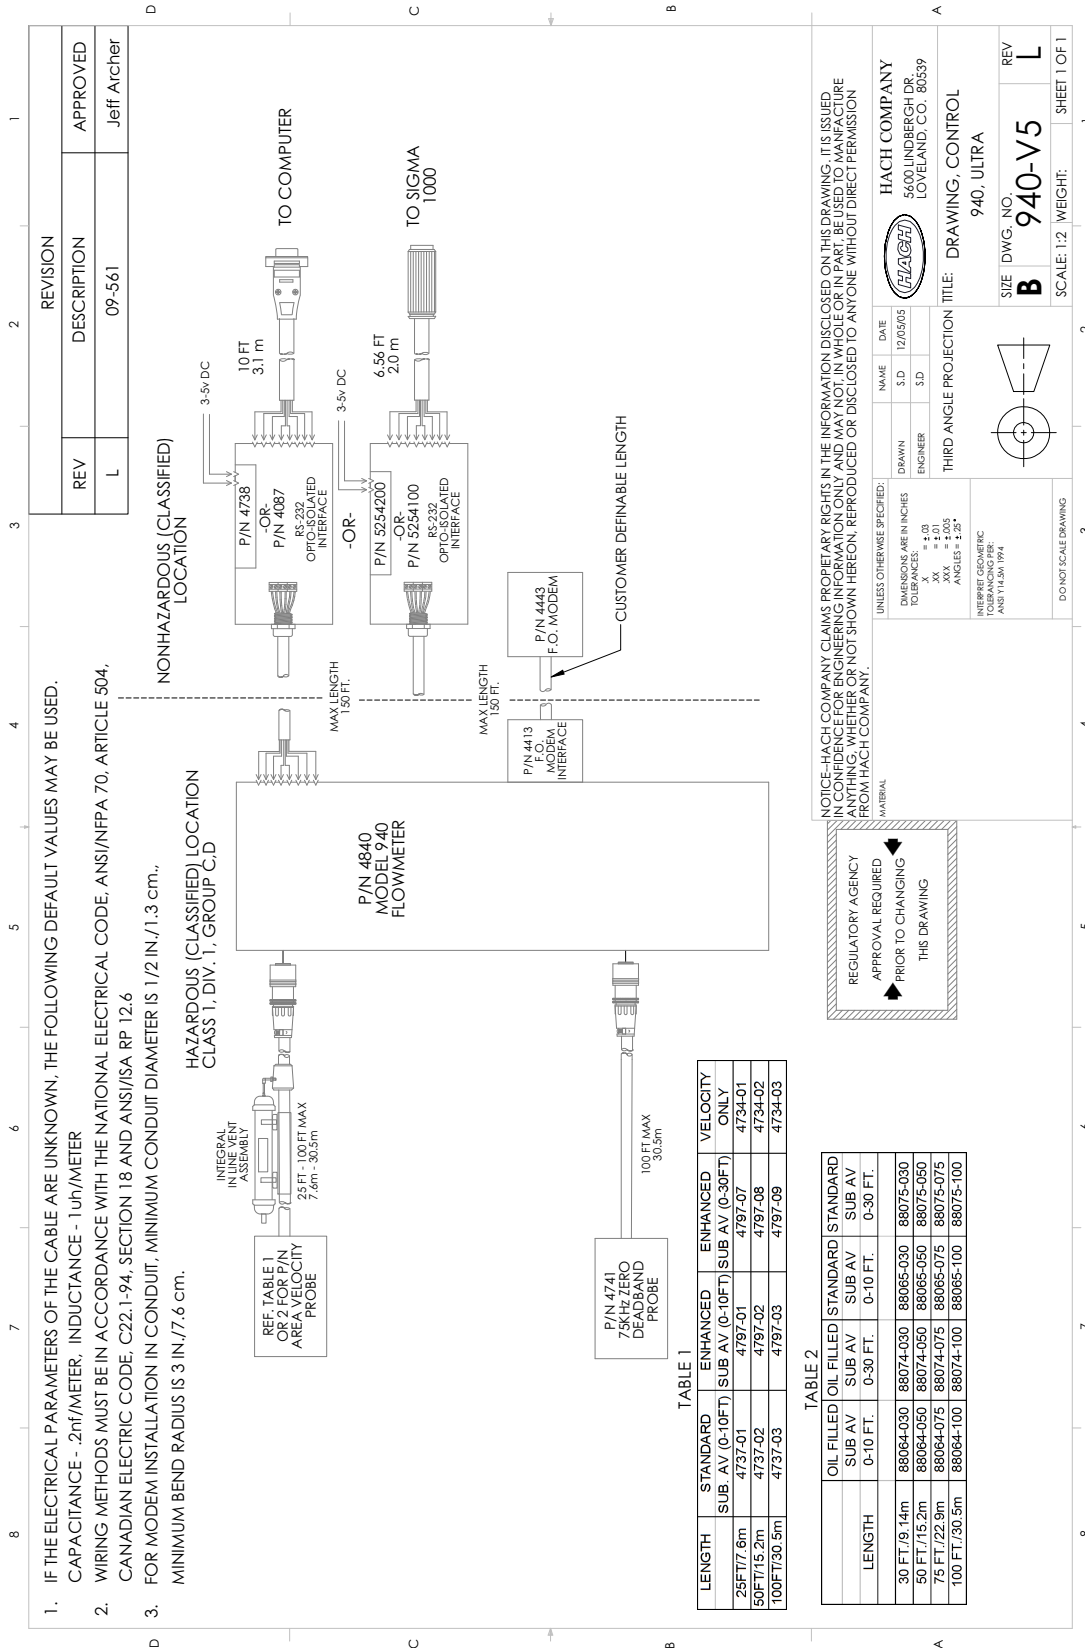 1. IF THE ELECTRICAL PARAMETERS OF THE CABLE ARE UNKNOWN, THE FOLLOWING DEFAULT VALUES MAY BE USED.
CAPACITANCE - .2nf/METER, INDUCTANCE - 1uh/METER
2. WIRING METHODS MUST BE IN ACCORDANCE WITH THE NATIONAL ELECTRICAL CODE, ANSI/NFPA 70, ARTICLE 504,
CANADIAN ELECTRIC CODE, C22.1-94, SECTION 18 AND ANSI/ISA RP 12.6
3. FOR MODEM INSTALLATION IN CONDUIT, MINIMUM CONDUIT DIAMETER IS 1/2 IN./1.3 cm.,
MINIMUM BEND RADIUS IS 3 IN./7.6 cm.
REVISION
REV DESCRIPTION APPROVED
L 09-561 Jeff Archer
8 7 6 5 4 3 2 1
D
C
B
A
HAZARDOUS (CLASSIFIED) LOCATION
CLASS 1, DIV. 1, GROUP C,D
NONHAZARDOUS (CLASSIFIED)
LOCATION
REF. TABLE 1
OR 2 FOR P/N
AREA VELOCITY
PROBE
INTEGRAL
IN LINE VENT
ASSEMBLY
25 FT - 100 FT MAX
7.6m - 30.5m
P/N 4840
MODEL 940
FLOWMETER
MAX LENGTH
150 FT.
3-5v DC
P/N 4738
-OR-
P/N 4087
RS-232
OPTO-ISOLATED
INTERFACE
10 FT
3.1 m
TO COMPUTER
-OR-
3-5v DC
P/N 5254200
-OR-
P/N 5254100
RS-232
OPTO-ISOLATED
INTERFACE
6.56 FT
2.0 m
TO SIGMA
1000
MAX LENGTH
150 FT.
P/N 4413
F.O.
MODEM
INTERFACE
P/N 4443
F.O. MODEM
CUSTOMER DEFINABLE LENGTH
P/N 4741
75KHz ZERO
DEADBAND
PROBE
100 FT MAX
30.5m
TABLE 1
LENGTH STANDARD ENHANCED ENHANCED VELOCITY
SUB. AV (0-10FT) SUB AV (0-10FT) SUB AV (0-30FT) ONLY
25FT/7.6m 4737-01 4797-01 4797-07 4734-01
50FT/15.2m 4737-02 4797-02 4797-08 4734-02
100FT/30.5m 4737-03 4797-03 4797-09 4734-03
TABLE 2
OIL FILLED OIL FILLED STANDARD STANDARD
SUB AV SUB AV SUB AV SUB AV
LENGTH 0-10 FT. 0-30 FT. 0-10 FT. 0-30 FT.
30 FT./9.14m 88064-030 88074-030 88065-030 88075-030
50 FT./15.2m 88064-050 88074-050 88065-050 88075-050
75 FT./22.9m 88064-075 88074-075 88065-075 88075-075
100 FT./30.5m 88064-100 88074-100 88065-100 88075-100
REGULATORY AGENCY
APPROVAL REQUIRED
PRIOR TO CHANGING
THIS DRAWING
NOTICE--HACH COMPANY CLAIMS PROPIETARY RIGHTS IN THE INFORMATION DISCLOSED ON THIS DRAWING. IT IS ISSUED
IN CONFIDENCE FOR ENGINEERING INFORMATION ONLY AND MAY NOT, IN WHOLE OR IN PART, BE USED TO MANFACTURE
ANYTHING, WHETHER OR NOT SHOWN HEREON, REPRODUCED OR DISCLOSED TO ANYONE WITHOUT DIRECT PERMISSION
FROM HACH COMPANY.
MATERIAL
UNLESS OTHERWISE SPECIFIED:
DIMENSIONS ARE IN INCHES
TOLERANCES:
.X = ±.03
.XX = ±.01
.XXX = ±.005
ANGLES = ±.25°
INTERPRET GEOMETRIC
TOLERANCING PER:
ANSI Y14.5M 1994
DO NOT SCALE DRAWING
NAME DATE
DRAWN S.D 12/05/05
ENGINEER S.D
THIRD ANGLE PROJECTION
HACH
HACH COMPANY
5600 LINDBERGH DR.
LOVELAND, CO. 80539
TITLE: DRAWING, CONTROL
940, ULTRA
SIZE DWG. NO. REV
B 940-V5 L
SCALE: 1:2 WEIGHT: SHEET 1 OF 1
D
C
B
A
8 7 6 5 4 3 2 1